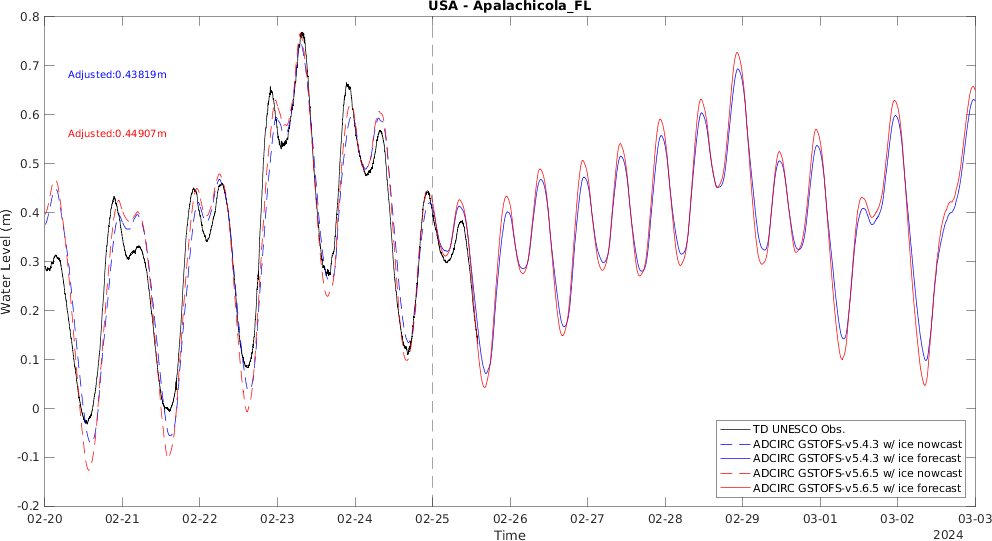 USA - Apalachicola_FL
0.8
0.7
0.6
0.5
0.4
0.3
0.2
0.1
0
-0.1
-0.2
Water Level (m)
Adjusted:0.43819m
Adjusted:0.44907m
TD UNESCO Obs.
ADCIRC GSTOFS-v5.4.3 w/ ice nowcast
ADCIRC GSTOFS-v5.4.3 w/ ice forecast
ADCIRC GSTOFS-v5.6.5 w/ ice nowcast
ADCIRC GSTOFS-v5.6.5 w/ ice forecast
02-20 02-21 02-22 02-23 02-24 02-25 02-26 02-27 02-28 02-29 03-01 03-02 03-03
Time
2024